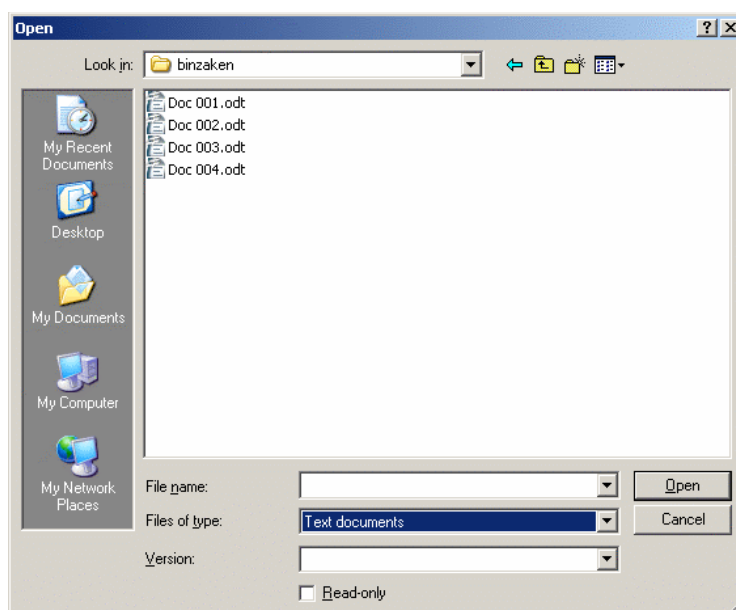 Open
Look in: binzaken
Doc 001.odt
Doc 002.odt
Doc 003.odt
Doc 004.odt
My Recent
Documents
Desktop
My Documents
My Computer
My Network
Places
File name:
Open
Files of type: Text documents
Cancel
Version:
Read-only